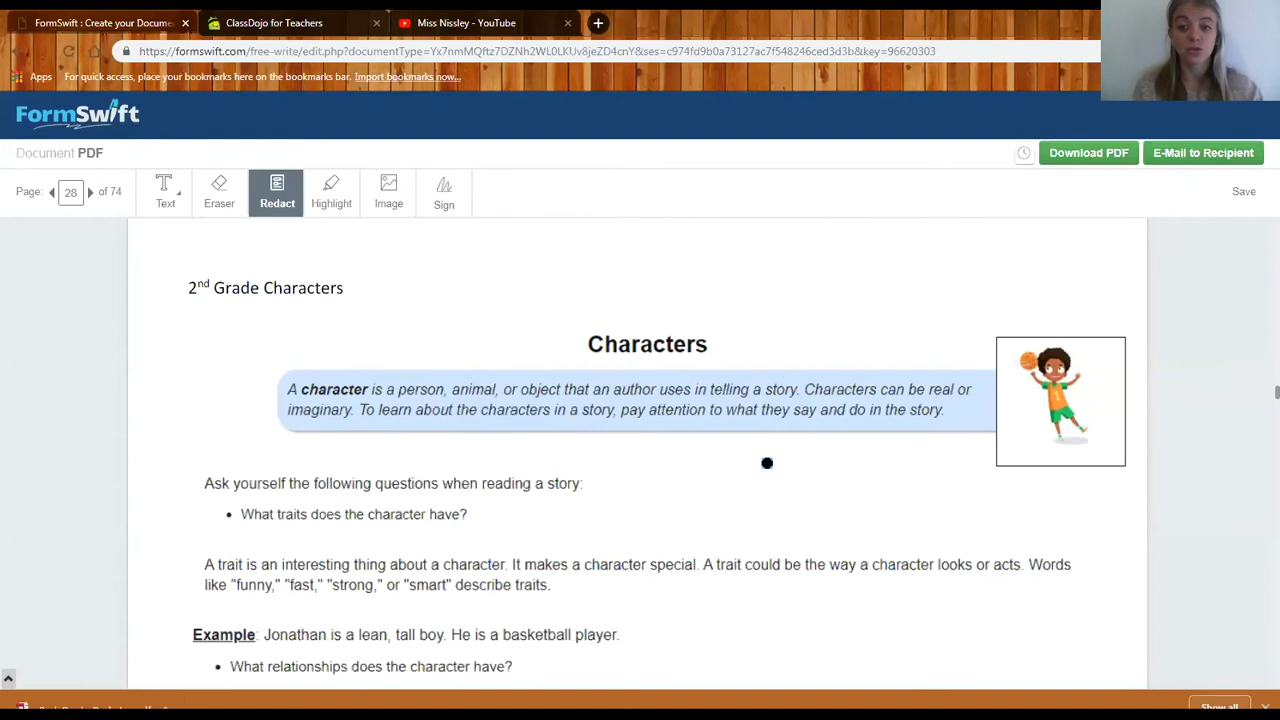 FormSwift : Create your Docume
ClassDojo for Teachers
Miss Nissley - YouTube
https://formswift.com/free-write/edit.php?documentType=Yx7nmMQftz7DZNh2WL0LKUv8jeZD4cnY&ses=c974fd9b0a73127ac7f548246ced3d3b&key=96620303
Apps For quick access, place your bookmarks here on the bookmarks bar. Import bookmarks now...
FormSwift
Document PDF
Download PDF
E-Mail to Recipient
Page: 28 of 74
Text
Eraser
Redact
Highlight
Image
Sign
Save
2nd Grade Characters
Characters
A character is a person, animal, or object that an author uses in telling a story. Characters can be real or
imaginary. To learn about the characters in a story, pay attention to what they say and do in the story.
Ask yourself the following questions when reading a story:
• What traits does the character have?
A trait is an interesting thing about a character. It makes a character special. A trait could be the way a character looks or acts. Words
like "funny," "fast," "strong," or "smart" describe traits.
Example: Jonathan is a lean, tall boy. He is a basketball player.
• What relationships does the character have?
Show all